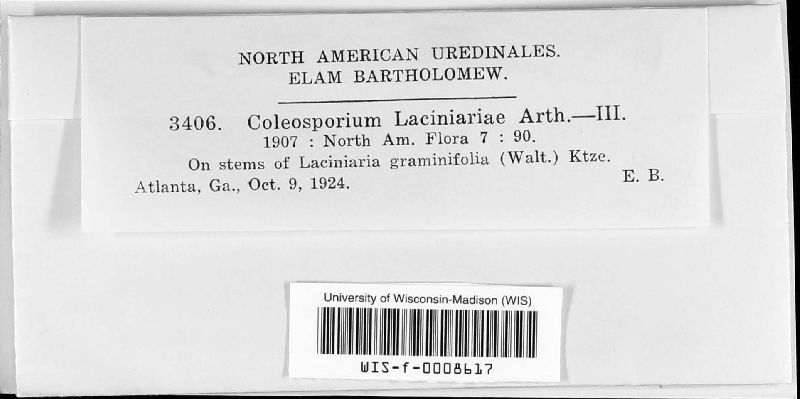 NORTH AMERICAN UREDINALES.
ELAM BARTHOLOMEW.
3406. Coleosporium Laciniariae Arth.—III.
1907 : North Am. Flora 7 : 90.
On stems of Laciniaria graminifolia (Walt.) Ktze.
Atlanta, Ga., Oct. 9, 1924. E. B.
University of Wisconsin-Madison (WIS)
WIS-f-0008617